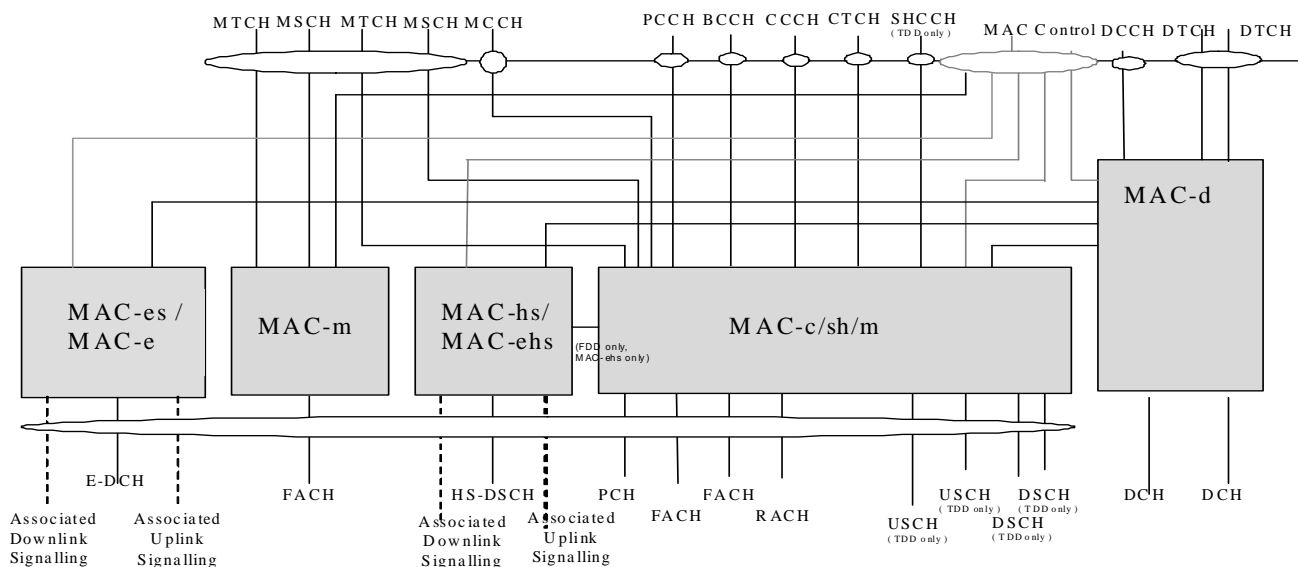 MTCH MSCH MTCH MSCH MCCH PCCH BCCH CCCH CTCH SHCCH MAC Control DCCH DTCH DTCH
(TDD only)
MAC-d
MAC-es /
MAC-e
MAC-m
MAC-hs/
MAC-ehs
(FDD only,
MAC-ehs only)
MAC-c/sh/m
E-DCH
FACH
HS-DSCH
PCH
FACH
FACH
RACH
USCH
(TDD only)
USCH
(TDD only)
DSCH
(TDD only)
DSCH
(TDD only)
DCH
DCH
Associated
Downlink
Signalling
Associated
Uplink
Signalling
Associated
Downlink
Signalling
Associated
Uplink
Signalling